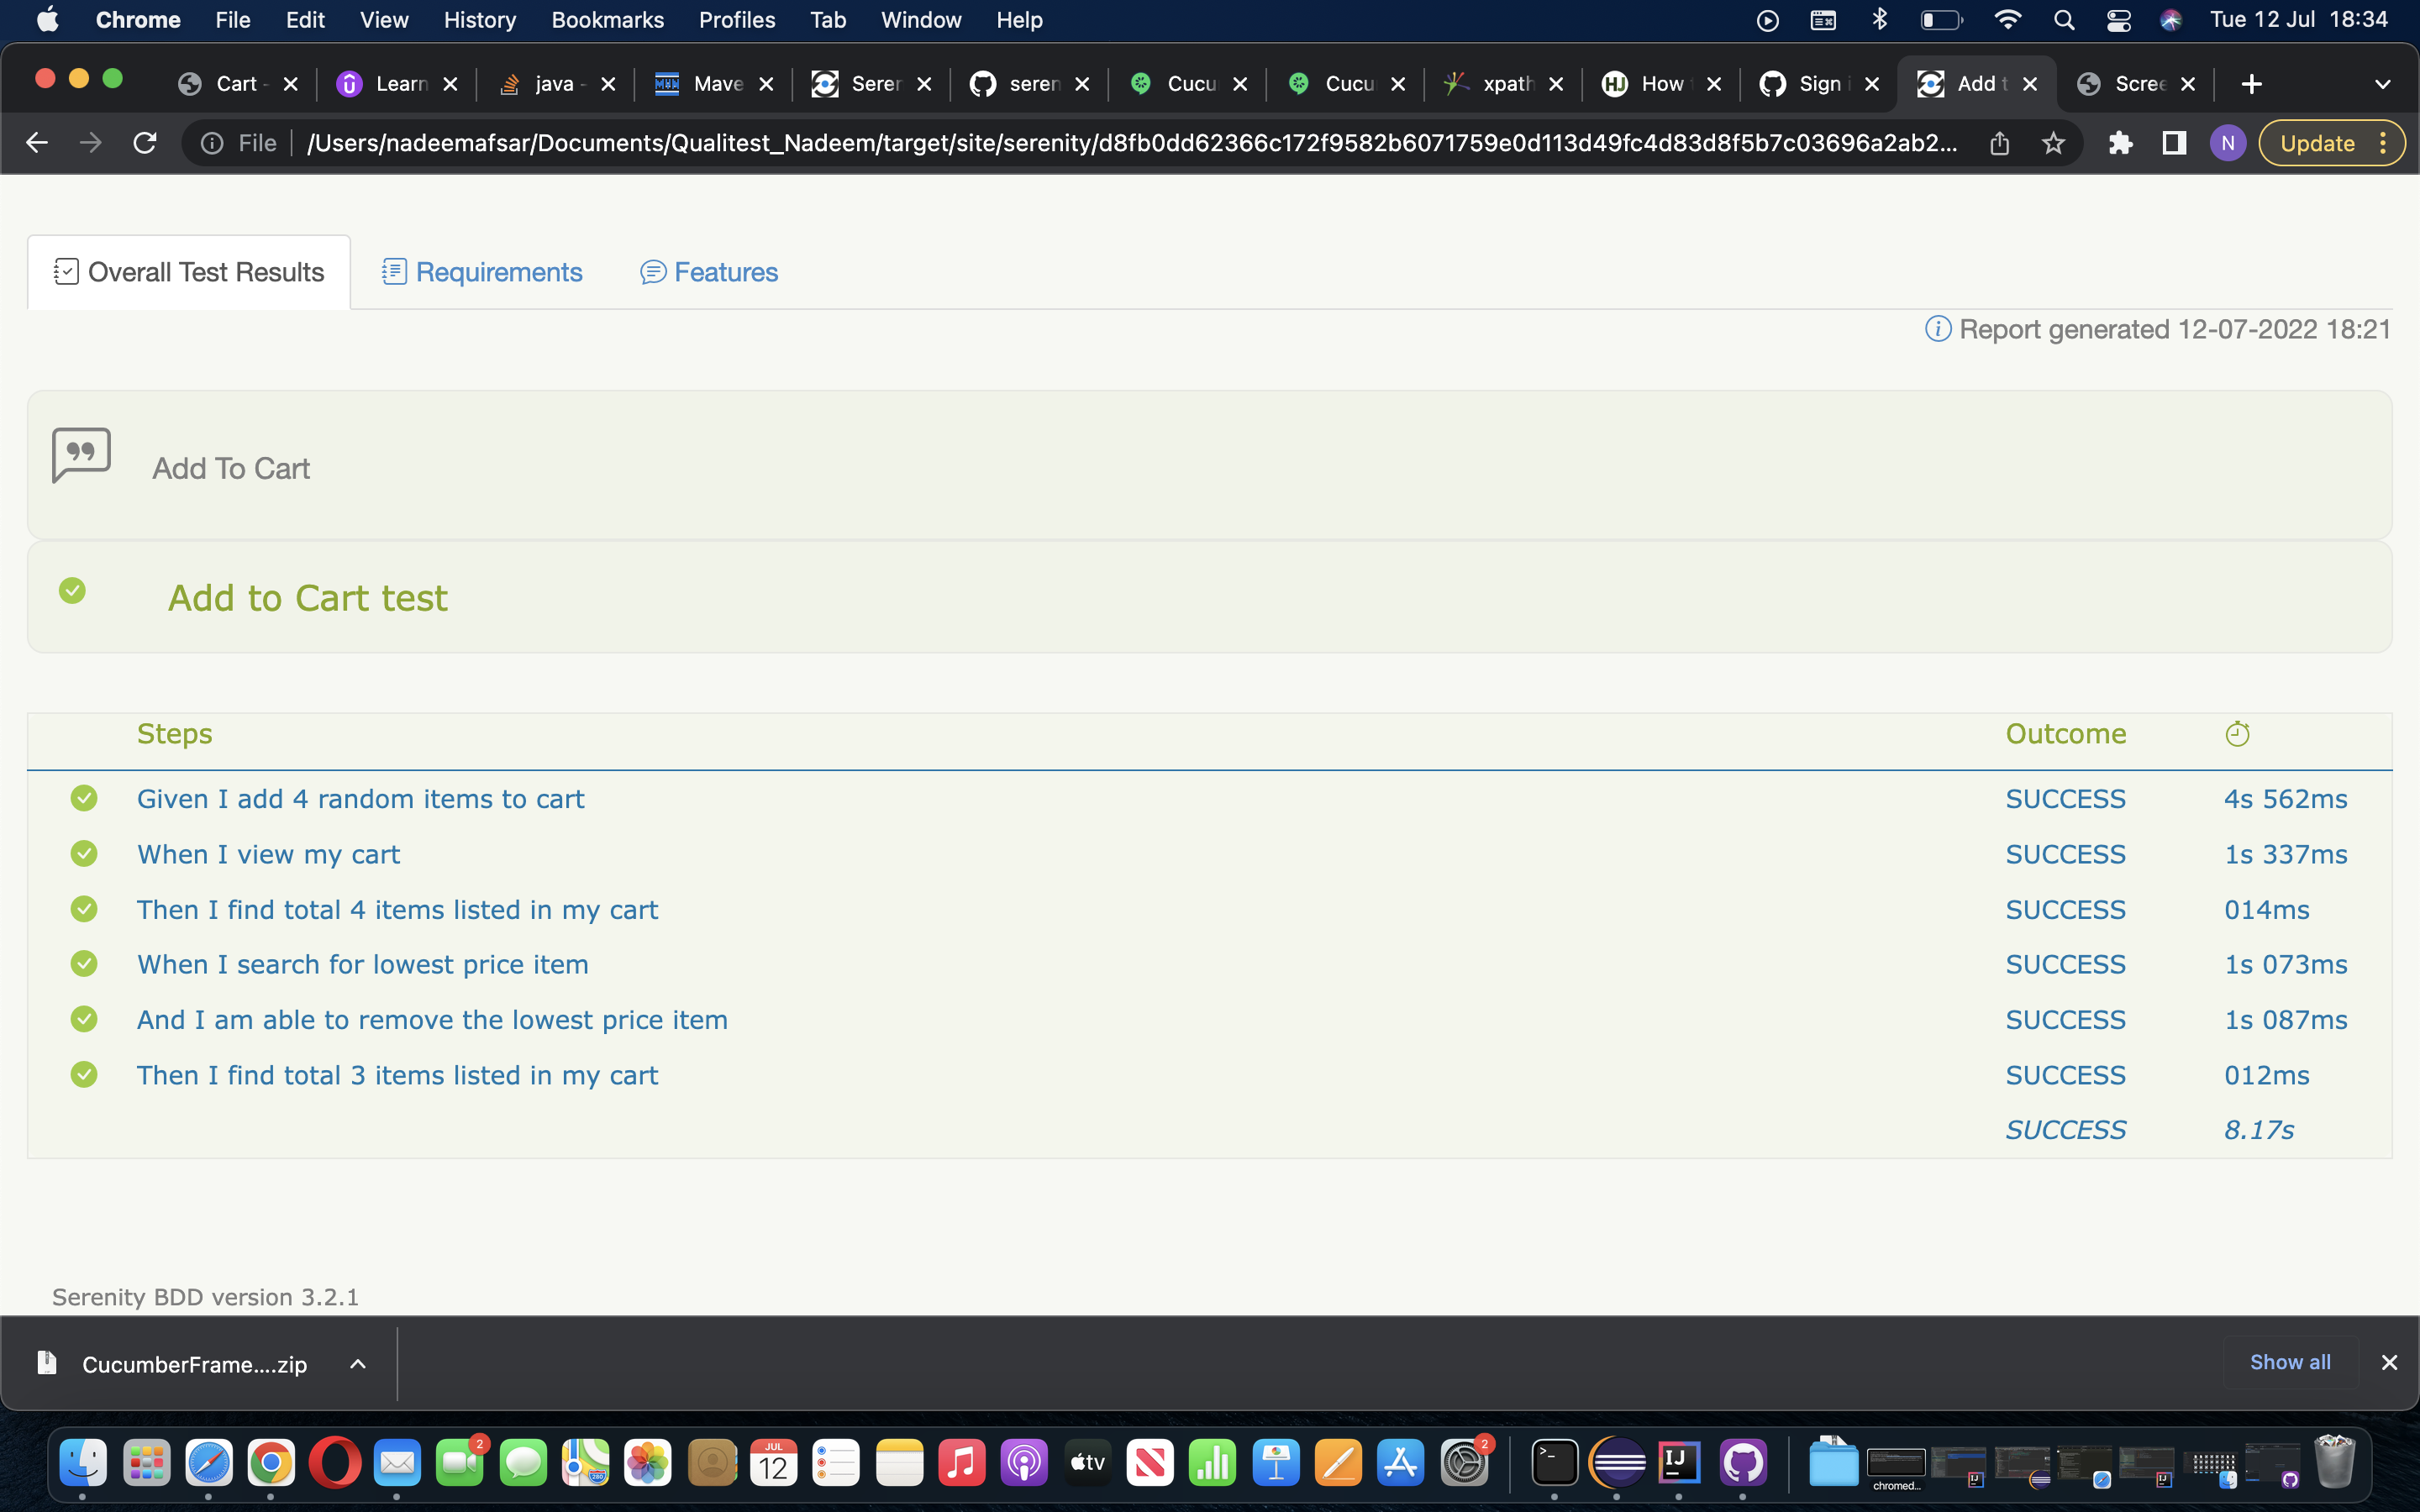 Chrome File Edit View History Bookmarks Profiles Tab Window Help Tue 12 Jul 18:34
Cart - Learn java - Mave Seren seren Cucu Cucu xpath How Sign i Add t Scree
File /Users/nadeemafsar/Documents/Qualitest_Nadeem/target/site/serenity/d8fb0dd62366c172f9582b6071759e0d113d49fc4d83d8f5b7c03696a2ab2... N Update
Overall Test Results Requirements Features
Report generated 12-07-2022 18:21
Add To Cart
Add to Cart test
Steps Outcome
Given I add 4 random items to cart SUCCESS 4s 562ms
When I view my cart SUCCESS 1s 337ms
Then I find total 4 items listed in my cart SUCCESS 014ms
When I search for lowest price item SUCCESS 1s 073ms
And I am able to remove the lowest price item SUCCESS 1s 087ms
Then I find total 3 items listed in my cart SUCCESS 012ms
SUCCESS 8.17s
Serenity BDD version 3.2.1
CucumberFrame....zip Show all
2 JUL 12 tv 2 IJ chromed...